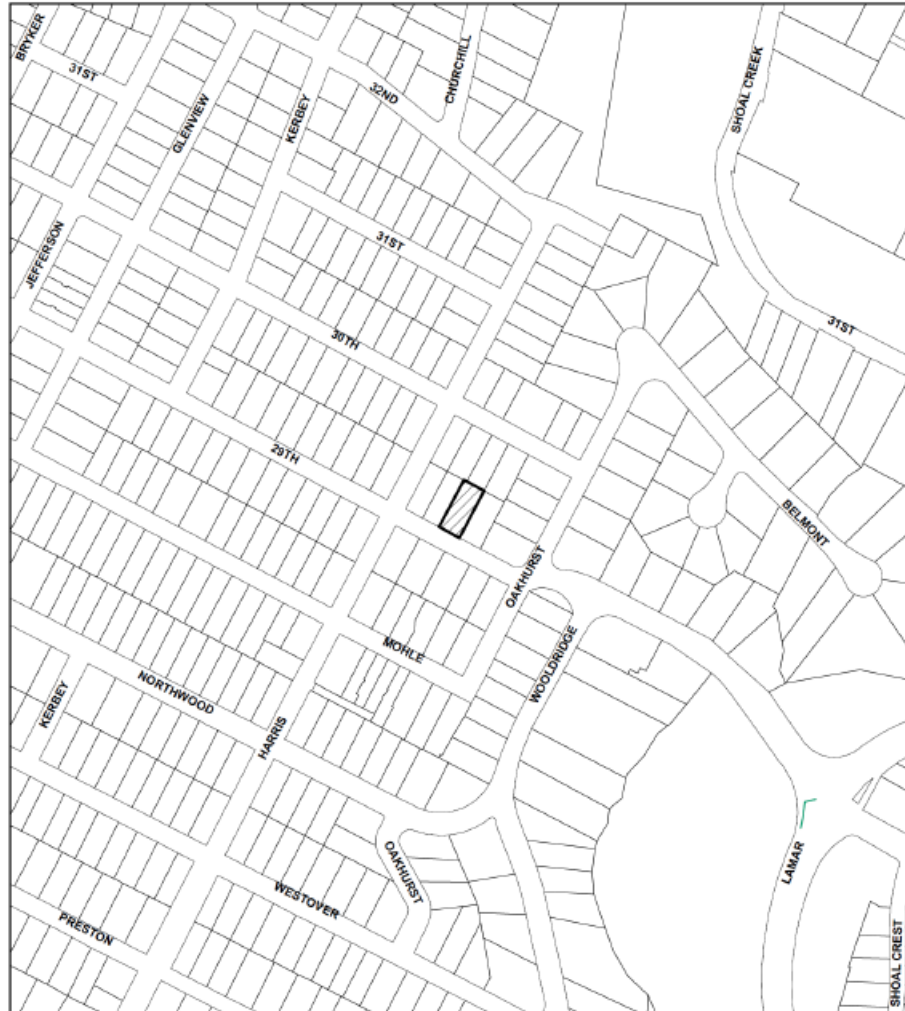 BRYKER
31ST
GLENVIEW
KERBEY
32ND
CHURCHILL
SHOAL CREEK
JEFFERSON
31ST
30TH
31ST
29TH
BELMONT
OAKHURST
MOHLE
WOOLDRIDGE
NORTHWOOD
KERBEY
HARRIS
OAKHURST
LAMAR
WESTOVER
PRESTON
SHOAL CREST